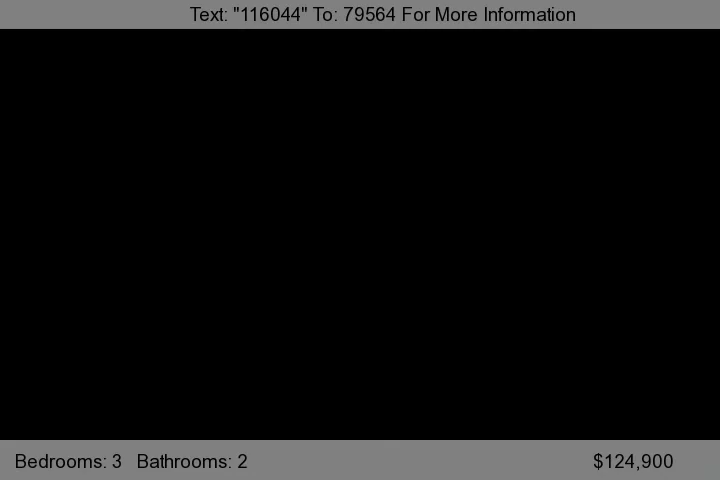 Text: "116044" To: 79564 For More Information
Bedrooms: 3 Bathrooms: 2 $124,900